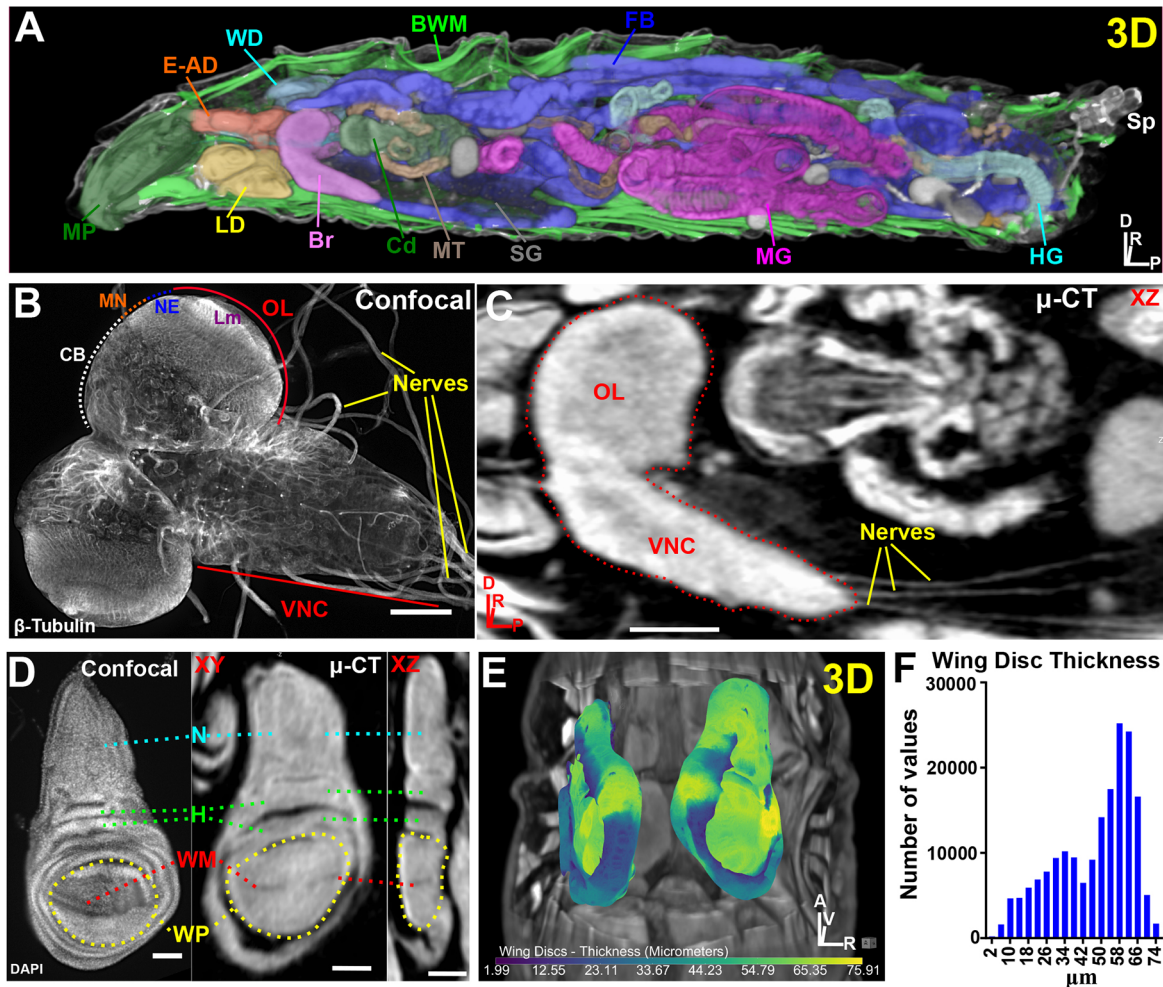 A
WD
BWM
FB
3D
E-AD
Sp
MP
LD
Br
Cd
MT
SG
MG
HG
D
R
P
B
MN
NE
OL
Confocal
Lm
CB
Nerves
VNC
β-Tubulin
C
μ-CT
XZ
OL
VNC
Nerves
D
R
P
D
Confocal
XY
μ-CT
XZ
N
H
WM
WP
DAPI
E
3D
A
V
R
Wing Discs - Thickness (Micrometers)
1.99 12.55 23.11 33.67 44.23 54.79 65.35 75.91
F
Wing Disc Thickness
Number of values
30000
20000
10000
0
2 10 18 26 34 42 50 58 66 74
μm